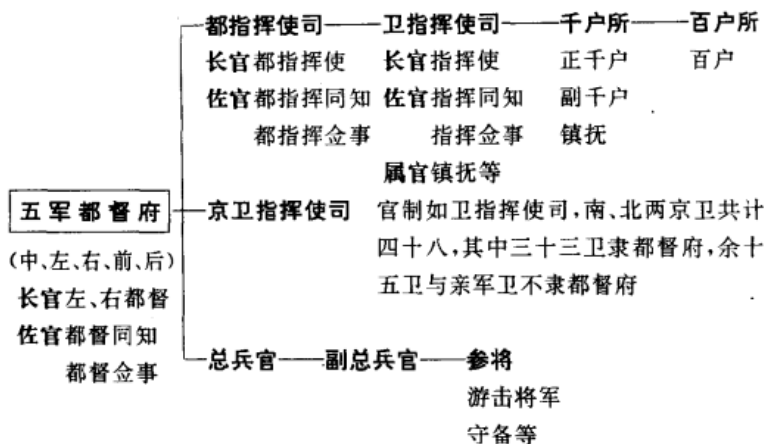 都指挥使司——卫指挥使司——千户所——百户所
长官都指挥使 长官指挥使 正千户 百户
佐官都指挥同知 佐官指挥同知 副千户
都指挥佥事 指挥佥事 镇抚
属官镇抚等
五军都督府
(中、左、右、前、后)
长官左、右都督
佐官都督同知
都督佥事
京卫指挥使司 官制如卫指挥使司,南、北两京卫共计
四十八,其中三十三卫隶都督府,余十
五卫与亲军卫不隶都督府
总兵官——副总兵官——参将
游击将军
守备等